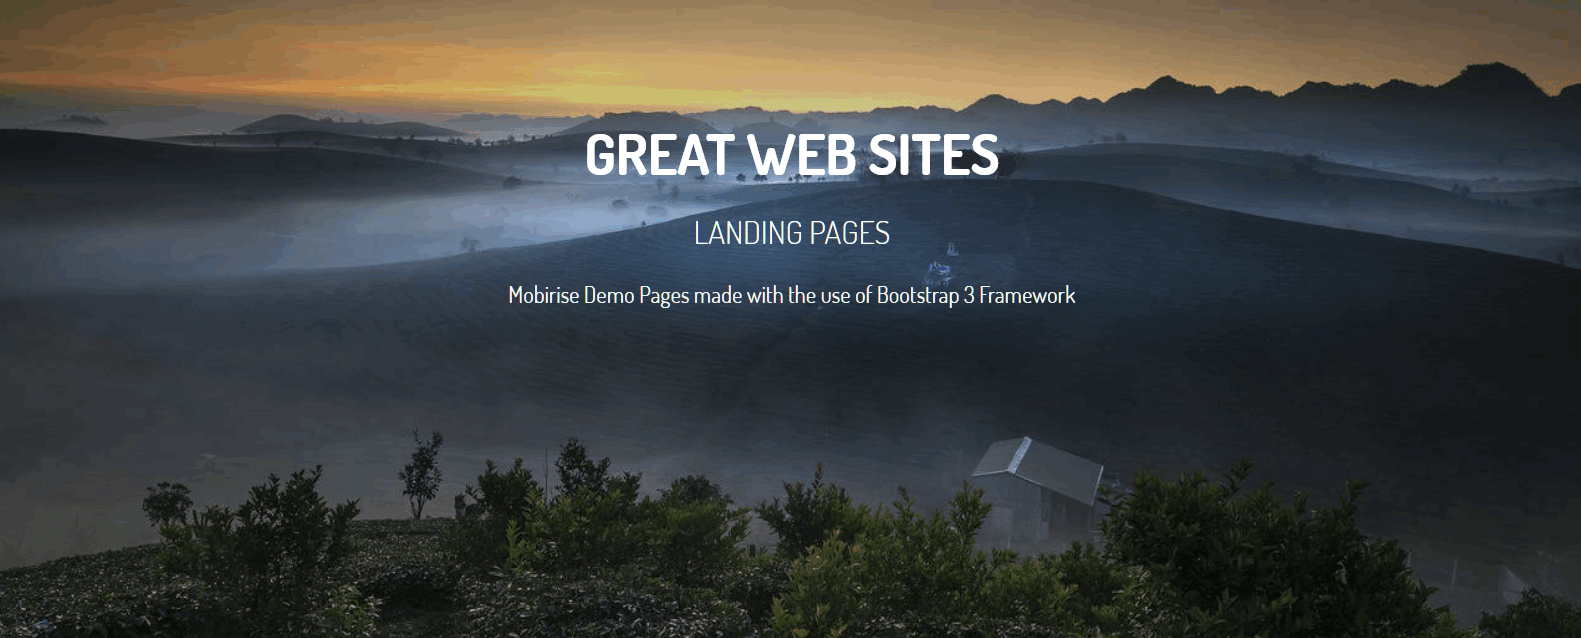 GREAT WEB SITES
LANDING PAGES
Mobirise Demo Pages made with the use of Bootstrap 3 Framework